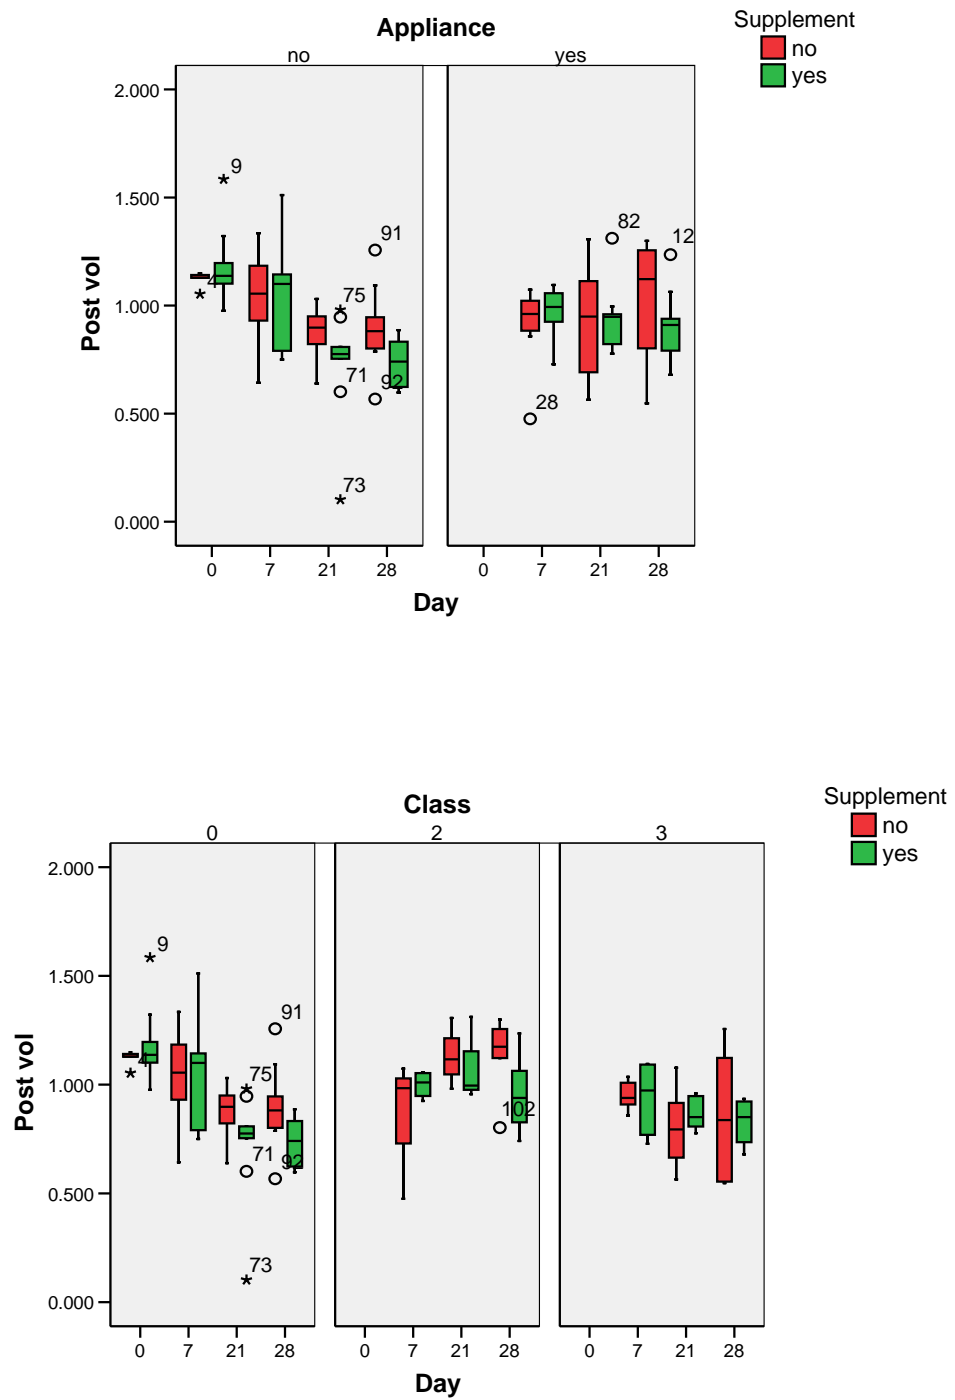 Appliance
Supplement
no
yes
no
yes
2.000
1.500
1.000
0.500
0.000
Post vol
9
4
75
71
73
91
92
28
82
12
0 7 21 28
0 7 21 28
Day
Class
Supplement
no
yes
0 2 3
2.000
1.500
1.000
0.500
0.000
Post vol
9
4
75
71
73
91
92
102
0 7 21 28
0 7 21 28
0 7 21 28
Day